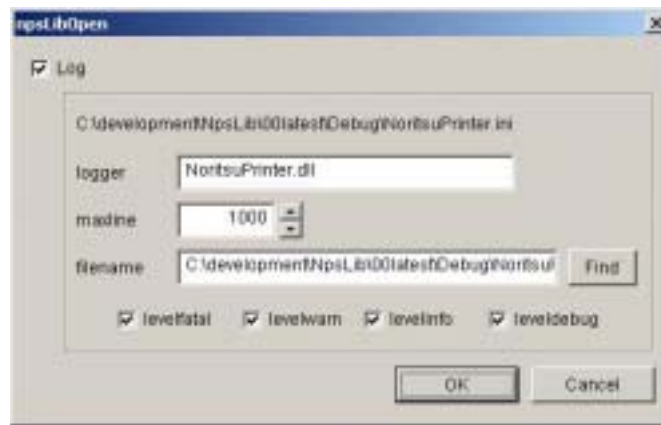 npsLibOpen
Log
C:\development\NpsLib\00latest\Debug\NoritsuPrinter.ini
logger NoritsuPrinter.dll
maxline 1000
filename C:\development\NpsLib\00latest\Debug\Noritsu Find
levelfatal levelwarn levelinfo leveldebug
OK Cancel